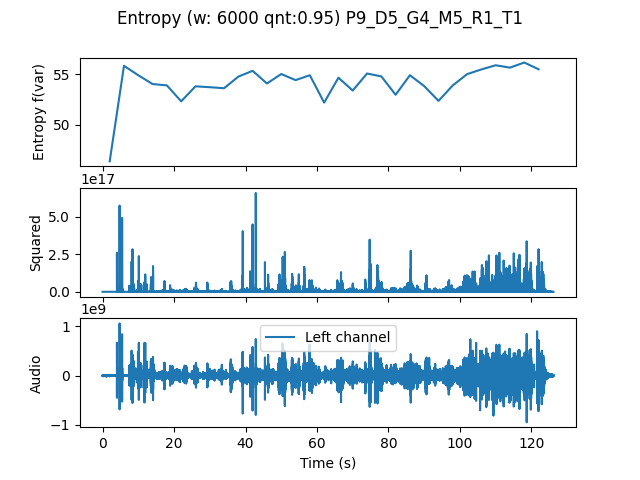 Entropy (w: 6000 qnt:0.95) P9_D5_G4_M5_R1_T1
Entropy f(var)
55
50
1e17
Squared
5.0
2.5
0.0
1e9
Audio
1
0
−1
Left channel
0 20 40 60 80 100 120
Time (s)